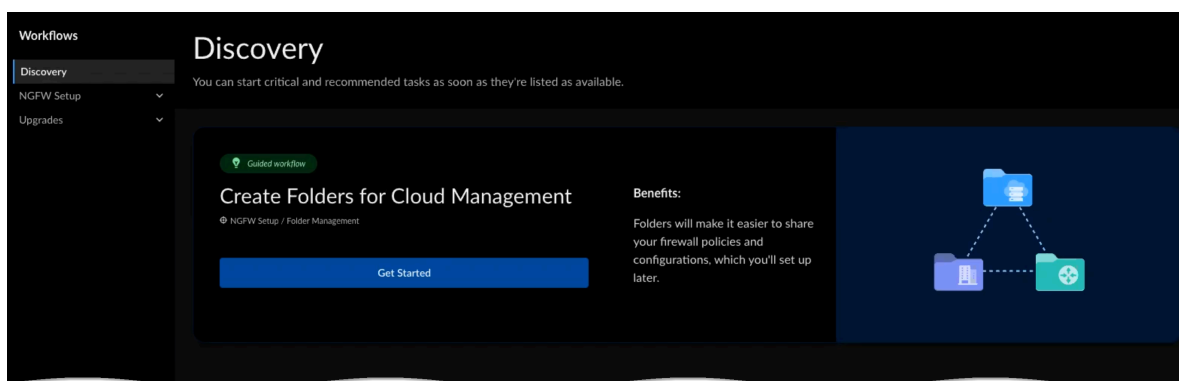 Workflows
Discovery
NGFW Setup
Upgrades
Discovery
You can start critical and recommended tasks as soon as they're listed as available.
Guided workflow
Create Folders for Cloud Management
NGFW Setup / Folder Management
Get Started
Benefits:
Folders will make it easier to share
your firewall policies and
configurations, which you'll set up
later.